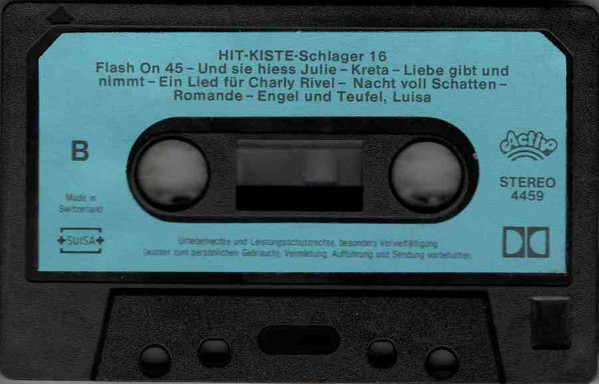 HIT-KISTE-Schlager 16
Flash On 45 – Und sie hiess Julie – Kreta – Liebe gibt und
nimmt – Ein Lied für Charly Rivel – Nacht voll Schatten –
Romande – Engel und Teufel, Luisa
B
Activo
STEREO
4459
Made in
Switzerland
SUISA
Urheberrechte und Leistungsschutzrechte, besonders Vervielfältigung
(ausser zum persönlichen Gebrauch), Vermietung, Aufführung und Sendung vorbehalten.